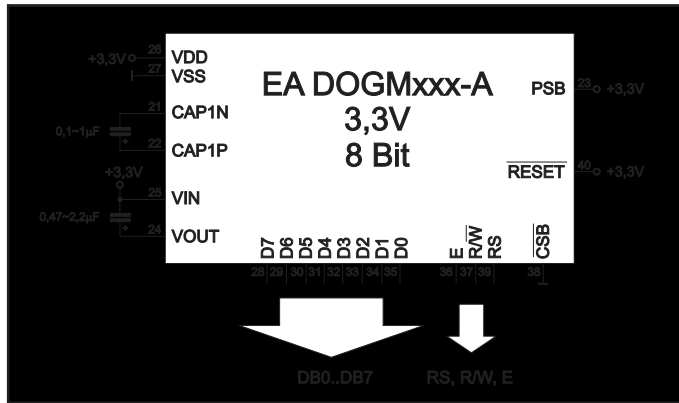 EA DOGMxxx-A
3,3V
8 Bit
+3,3V
26
VDD
27
VSS
21
CAP1N
0,1~1µF
+
22
CAP1P
+3,3V
25
VIN
0,47~2,2µF
+
24
VOUT
PSB
23
+3,3V
RESET
40
+3,3V
D7
D6
D5
D4
D3
D2
D1
D0
E
R/W
RS
CSB
28
29
30
31
32
33
34
35
36
37
39
38
DB0..DB7
RS, R/W, E